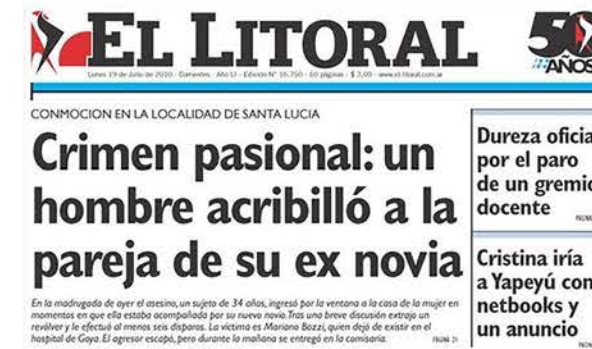 EL LITORAL
50
AÑOS
Lunes 19 de Julio de 2010 - Corrientes - Año LI - Edición N° 16.750 - 60 páginas - $ 3,00 - www.el-litoral.com.ar
CONMOCION EN LA LOCALIDAD DE SANTA LUCIA
Crimen pasional: un
hombre acribilló a la
pareja de su ex novia
En la madrugada de ayer el asesino, un sujeto de 34 años, ingresó por la ventana a la casa de la mujer en
momentos en que ella estaba acompañada por su nuevo novio. Tras una breve discusión extrajo un
revólver y le efectuó al menos seis disparos. La víctima es Mariano Bozzi, quien dejó de existir en el
hospital de Goya. El agresor escapó, pero durante la mañana se entregó en la comisaría.
Dureza oficia
por el paro
de un gremio
docente
Cristina iría
a Yapeyú con
netbooks y
un anuncio